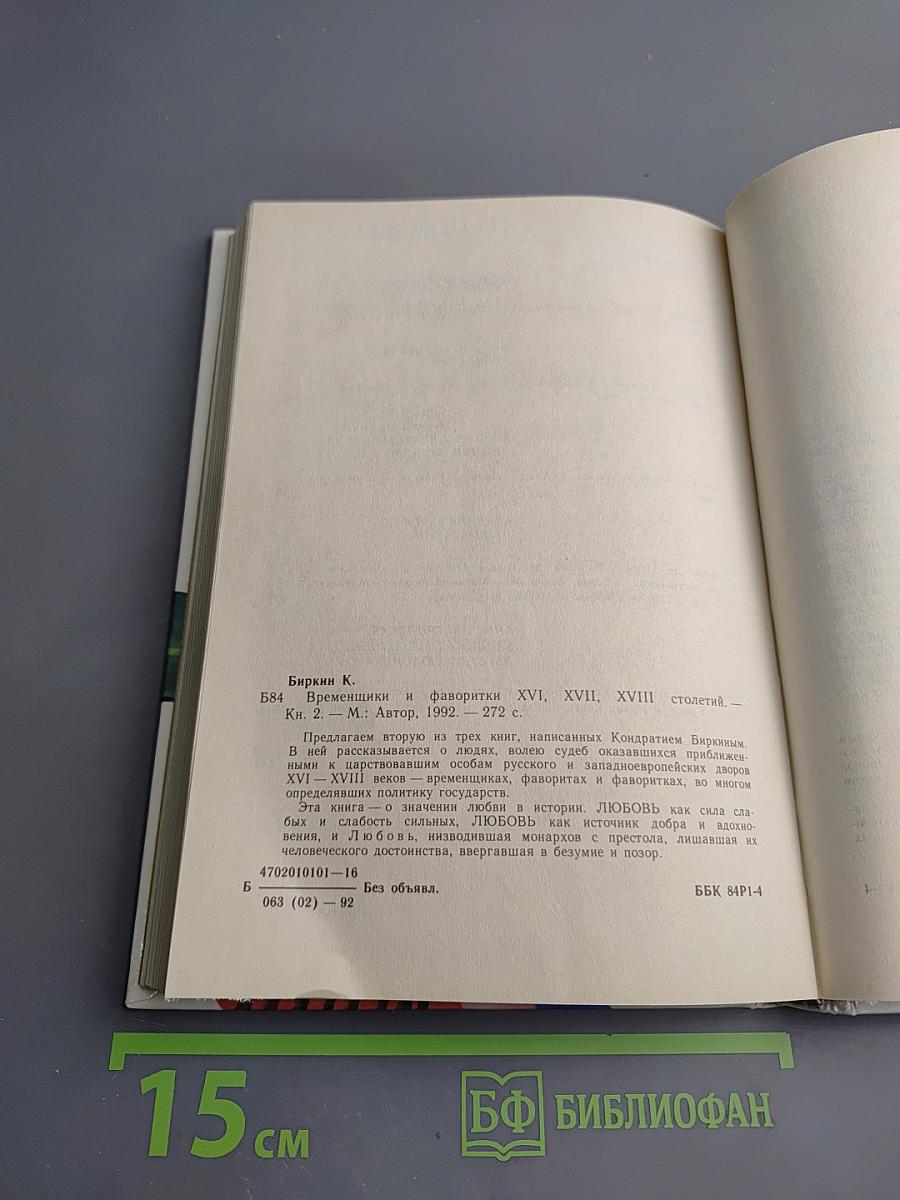 Биркин К.
Б84 Временщики и фаворитки XVI, XVII, XVIII столетий. —
Кн. 2. — М.: Автор, 1992. — 272 с.
Предлагаем вторую из трех книг, написанных Кондратием Биркиным.
В ней рассказывается о людях, волею судеб оказавшихся приближен-
ными к царствовавшим особам русского и западноевропейских дворов
XVI — XVIII веков — временщиках, фаворитах и фаворитках, во многом
определявших политику государств.
Эта книга — о значении любви в истории. ЛЮБОВЬ как сила сла-
бых и слабость сильных, ЛЮБОВЬ как источник добра и вдохно-
вения, и Любовь, низводившая монархов с престола, лишавшая их
человеческого достоинства, ввергавшая в безумие и позор.
4702010101—16
Б Без объявл.
063 (02) — 92
ББК 84Р1-4
15 см
БФ БИБЛИОФАН